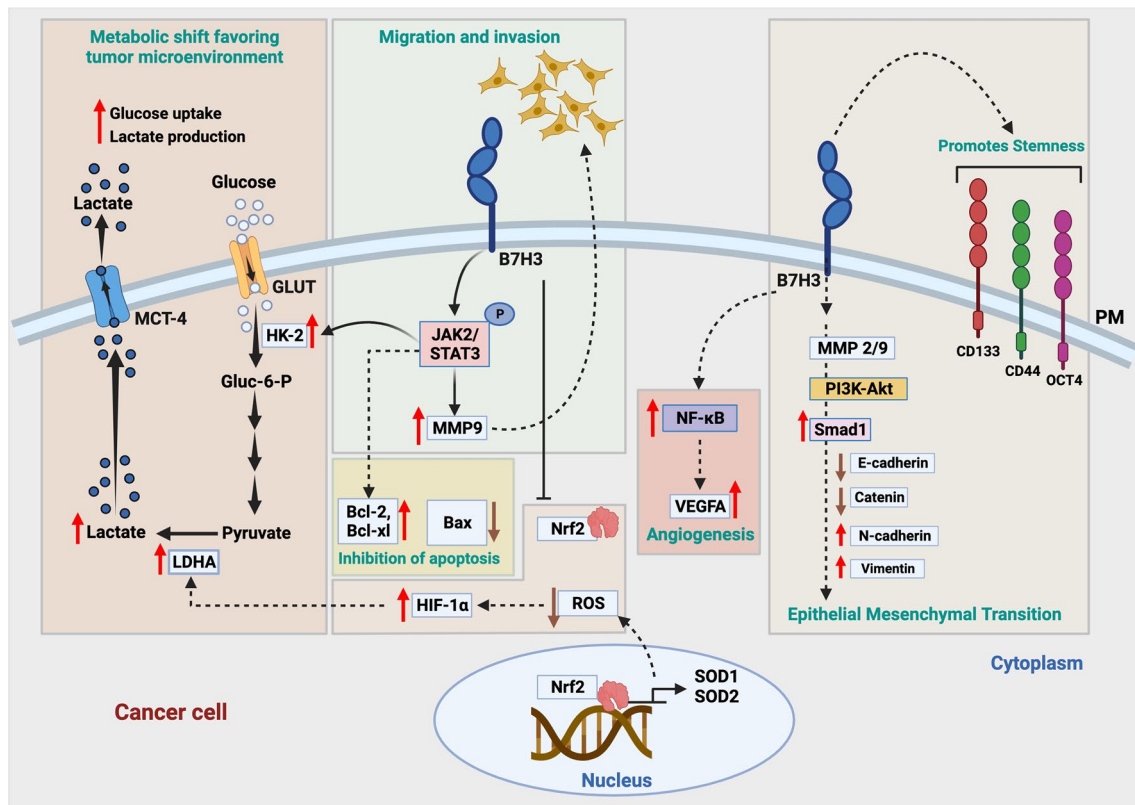 Metabolic shift favoring
tumor microenvironment
Glucose uptake
Lactate production
Lactate
Glucose
GLUT
MCT-4
HK-2
Gluc-6-P
Lactate
Pyruvate
LDHA
Migration and invasion
B7H3
P
JAK2/
STAT3
MMP9
Bcl-2,
Bcl-xl
Bax
Inhibition of apoptosis
Nrf2
HIF-1α
ROS
NF-κB
VEGFA
Angiogenesis
Promotes Stemness
B7H3
CD133
CD44
OCT4
PM
MMP 2/9
PI3K-Akt
Smad1
E-cadherin
Catenin
N-cadherin
Vimentin
Epithelial Mesenchymal Transition
Cytoplasm
Cancer cell
Nrf2
SOD1
SOD2
Nucleus